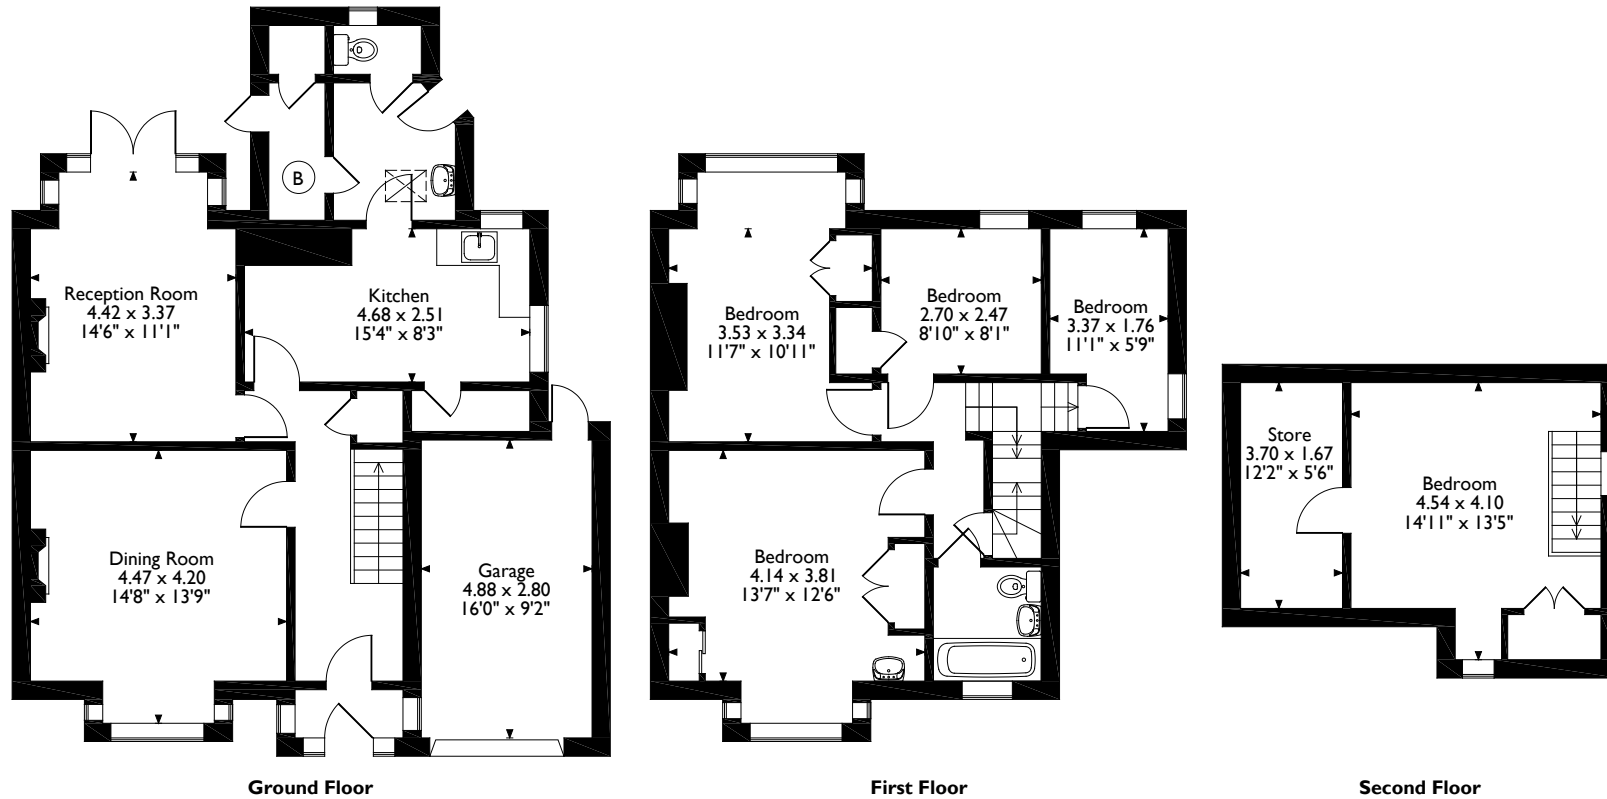 B
Reception Room
4.42 x 3.37
14'6" x 11'1"
Kitchen
4.68 x 2.51
15'4" x 8'3"
Dining Room
4.47 x 4.20
14'8" x 13'9"
Garage
4.88 x 2.80
16'0" x 9'2"
Ground Floor
Bedroom
3.53 x 3.34
11'7" x 10'11"
Bedroom
2.70 x 2.47
8'10" x 8'1"
Bedroom
3.37 x 1.76
11'1" x 5'9"
Bedroom
4.14 x 3.81
13'7" x 12'6"
First Floor
Store
3.70 x 1.67
12'2" x 5'6"
Bedroom
4.54 x 4.10
14'11" x 13'5"
Second Floor